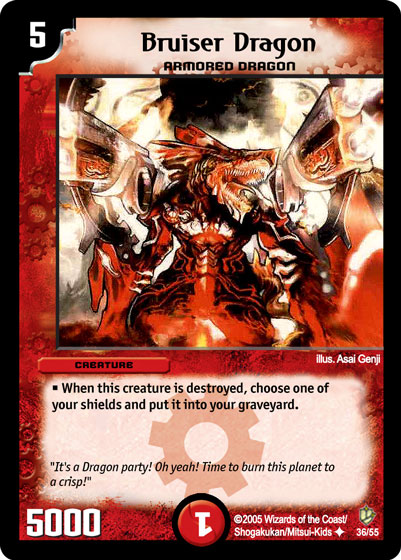 5
Bruiser Dragon
ARMORED DRAGON
illus. Asai Genji
CREATURE
▪ When this creature is destroyed, choose one of
your shields and put it into your graveyard.
"It's a Dragon party! Oh yeah! Time to burn this planet to
a crisp!"
5000
1
©2005 Wizards of the Coast/
Shogakukan/Mitsui-Kids ✦ 36/55